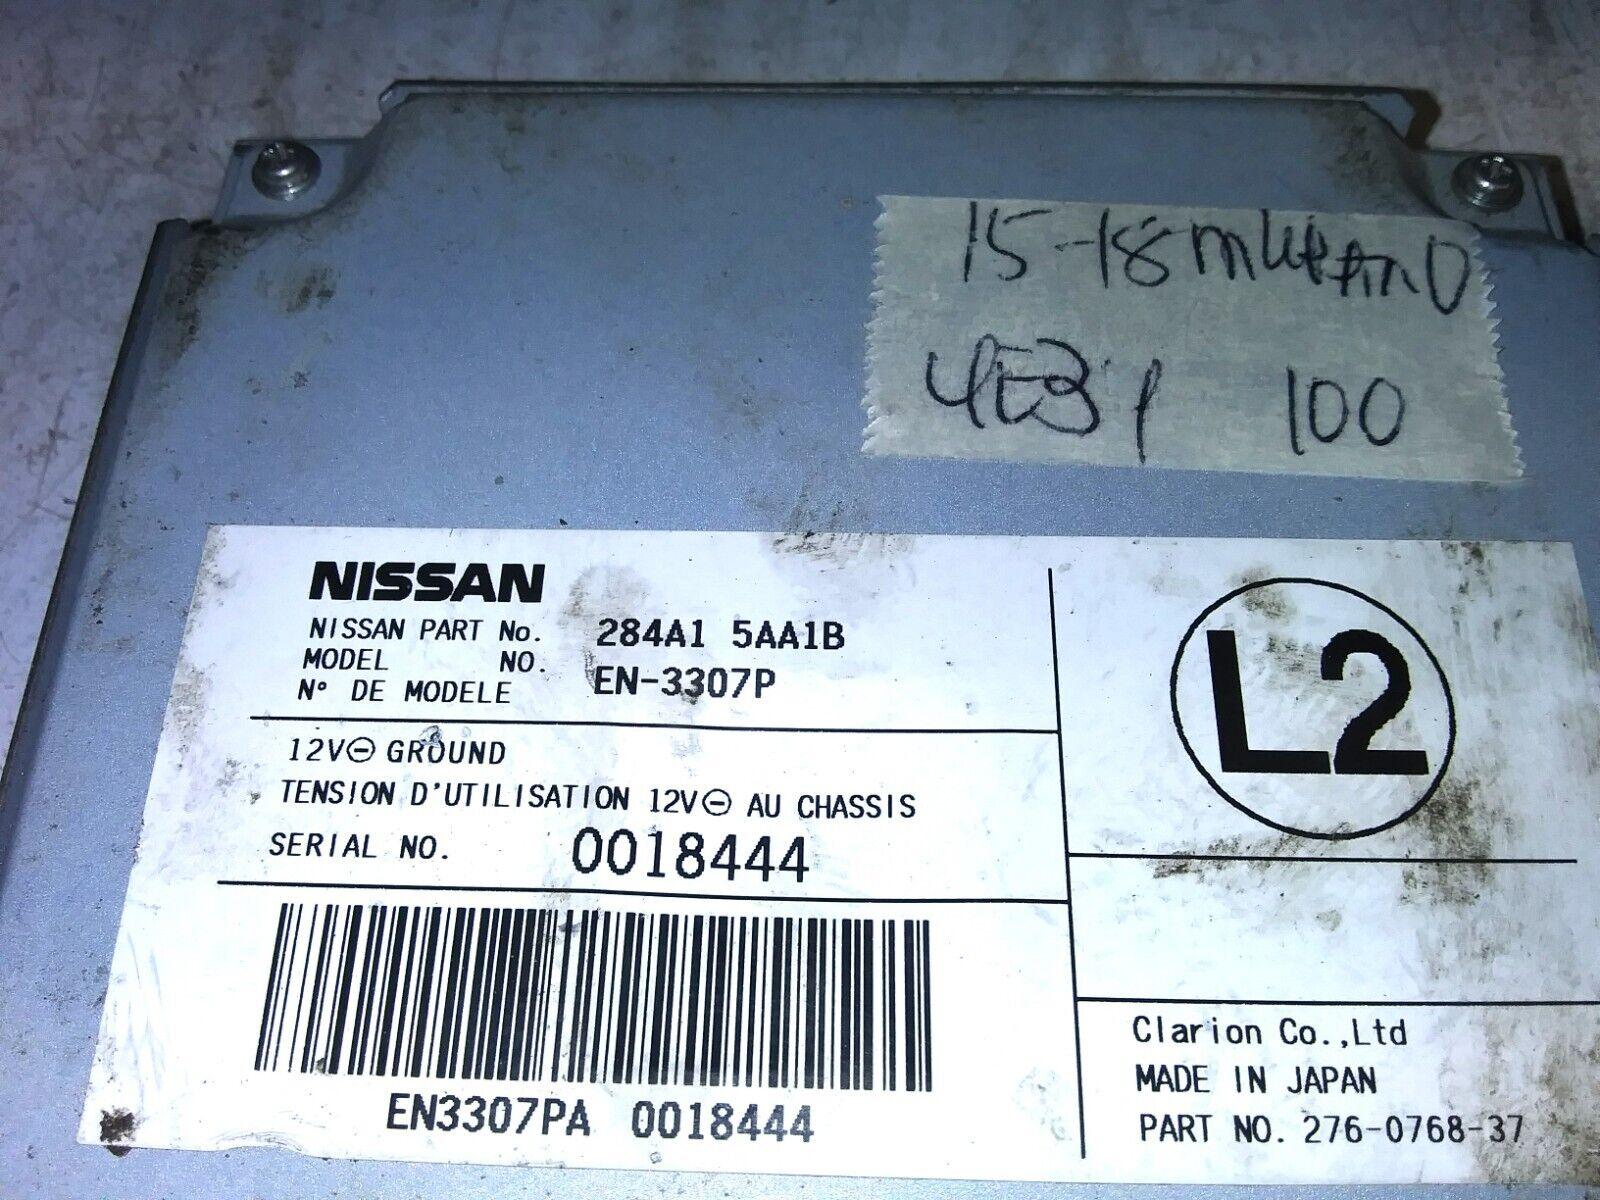 15-18 murano
4E31 100
NISSAN
NISSAN PART No. 284A1 5AA1B
MODEL NO. EN-3307P
N° DE MODELE
L2
12V⊖ GROUND
TENSION D'UTILISATION 12V⊖ AU CHASSIS
SERIAL NO. 0018444
EN3307PA 0018444
Clarion Co.,Ltd
MADE IN JAPAN
PART NO. 276-0768-37